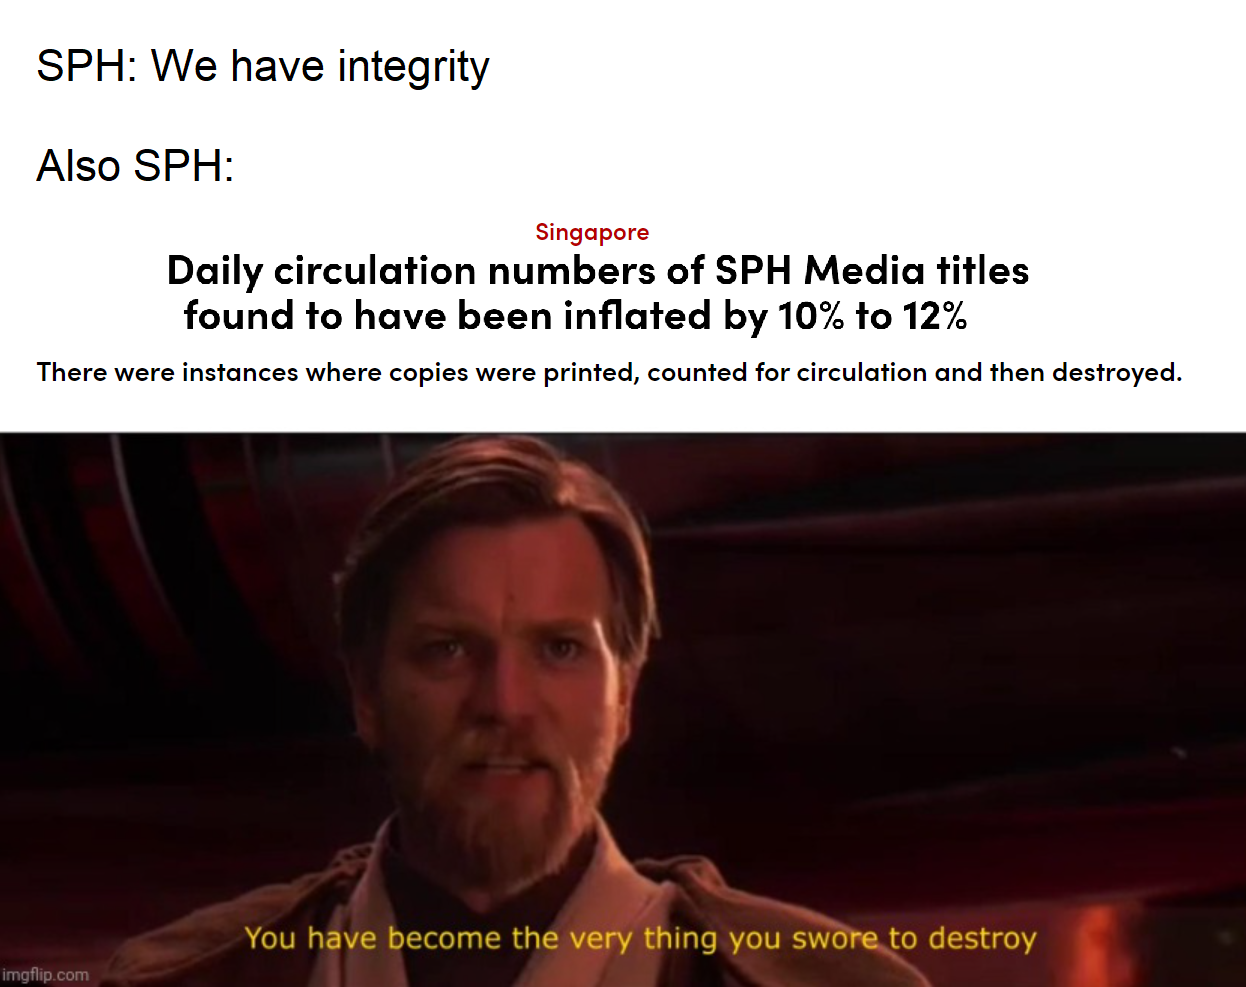 SPH: We have integrity
Also SPH:
Singapore
Daily circulation numbers of SPH Media titles
found to have been inflated by 10% to 12%
There were instances where copies were printed, counted for circulation and then destroyed.
You have become the very thing you swore to destroy
imgflip.com